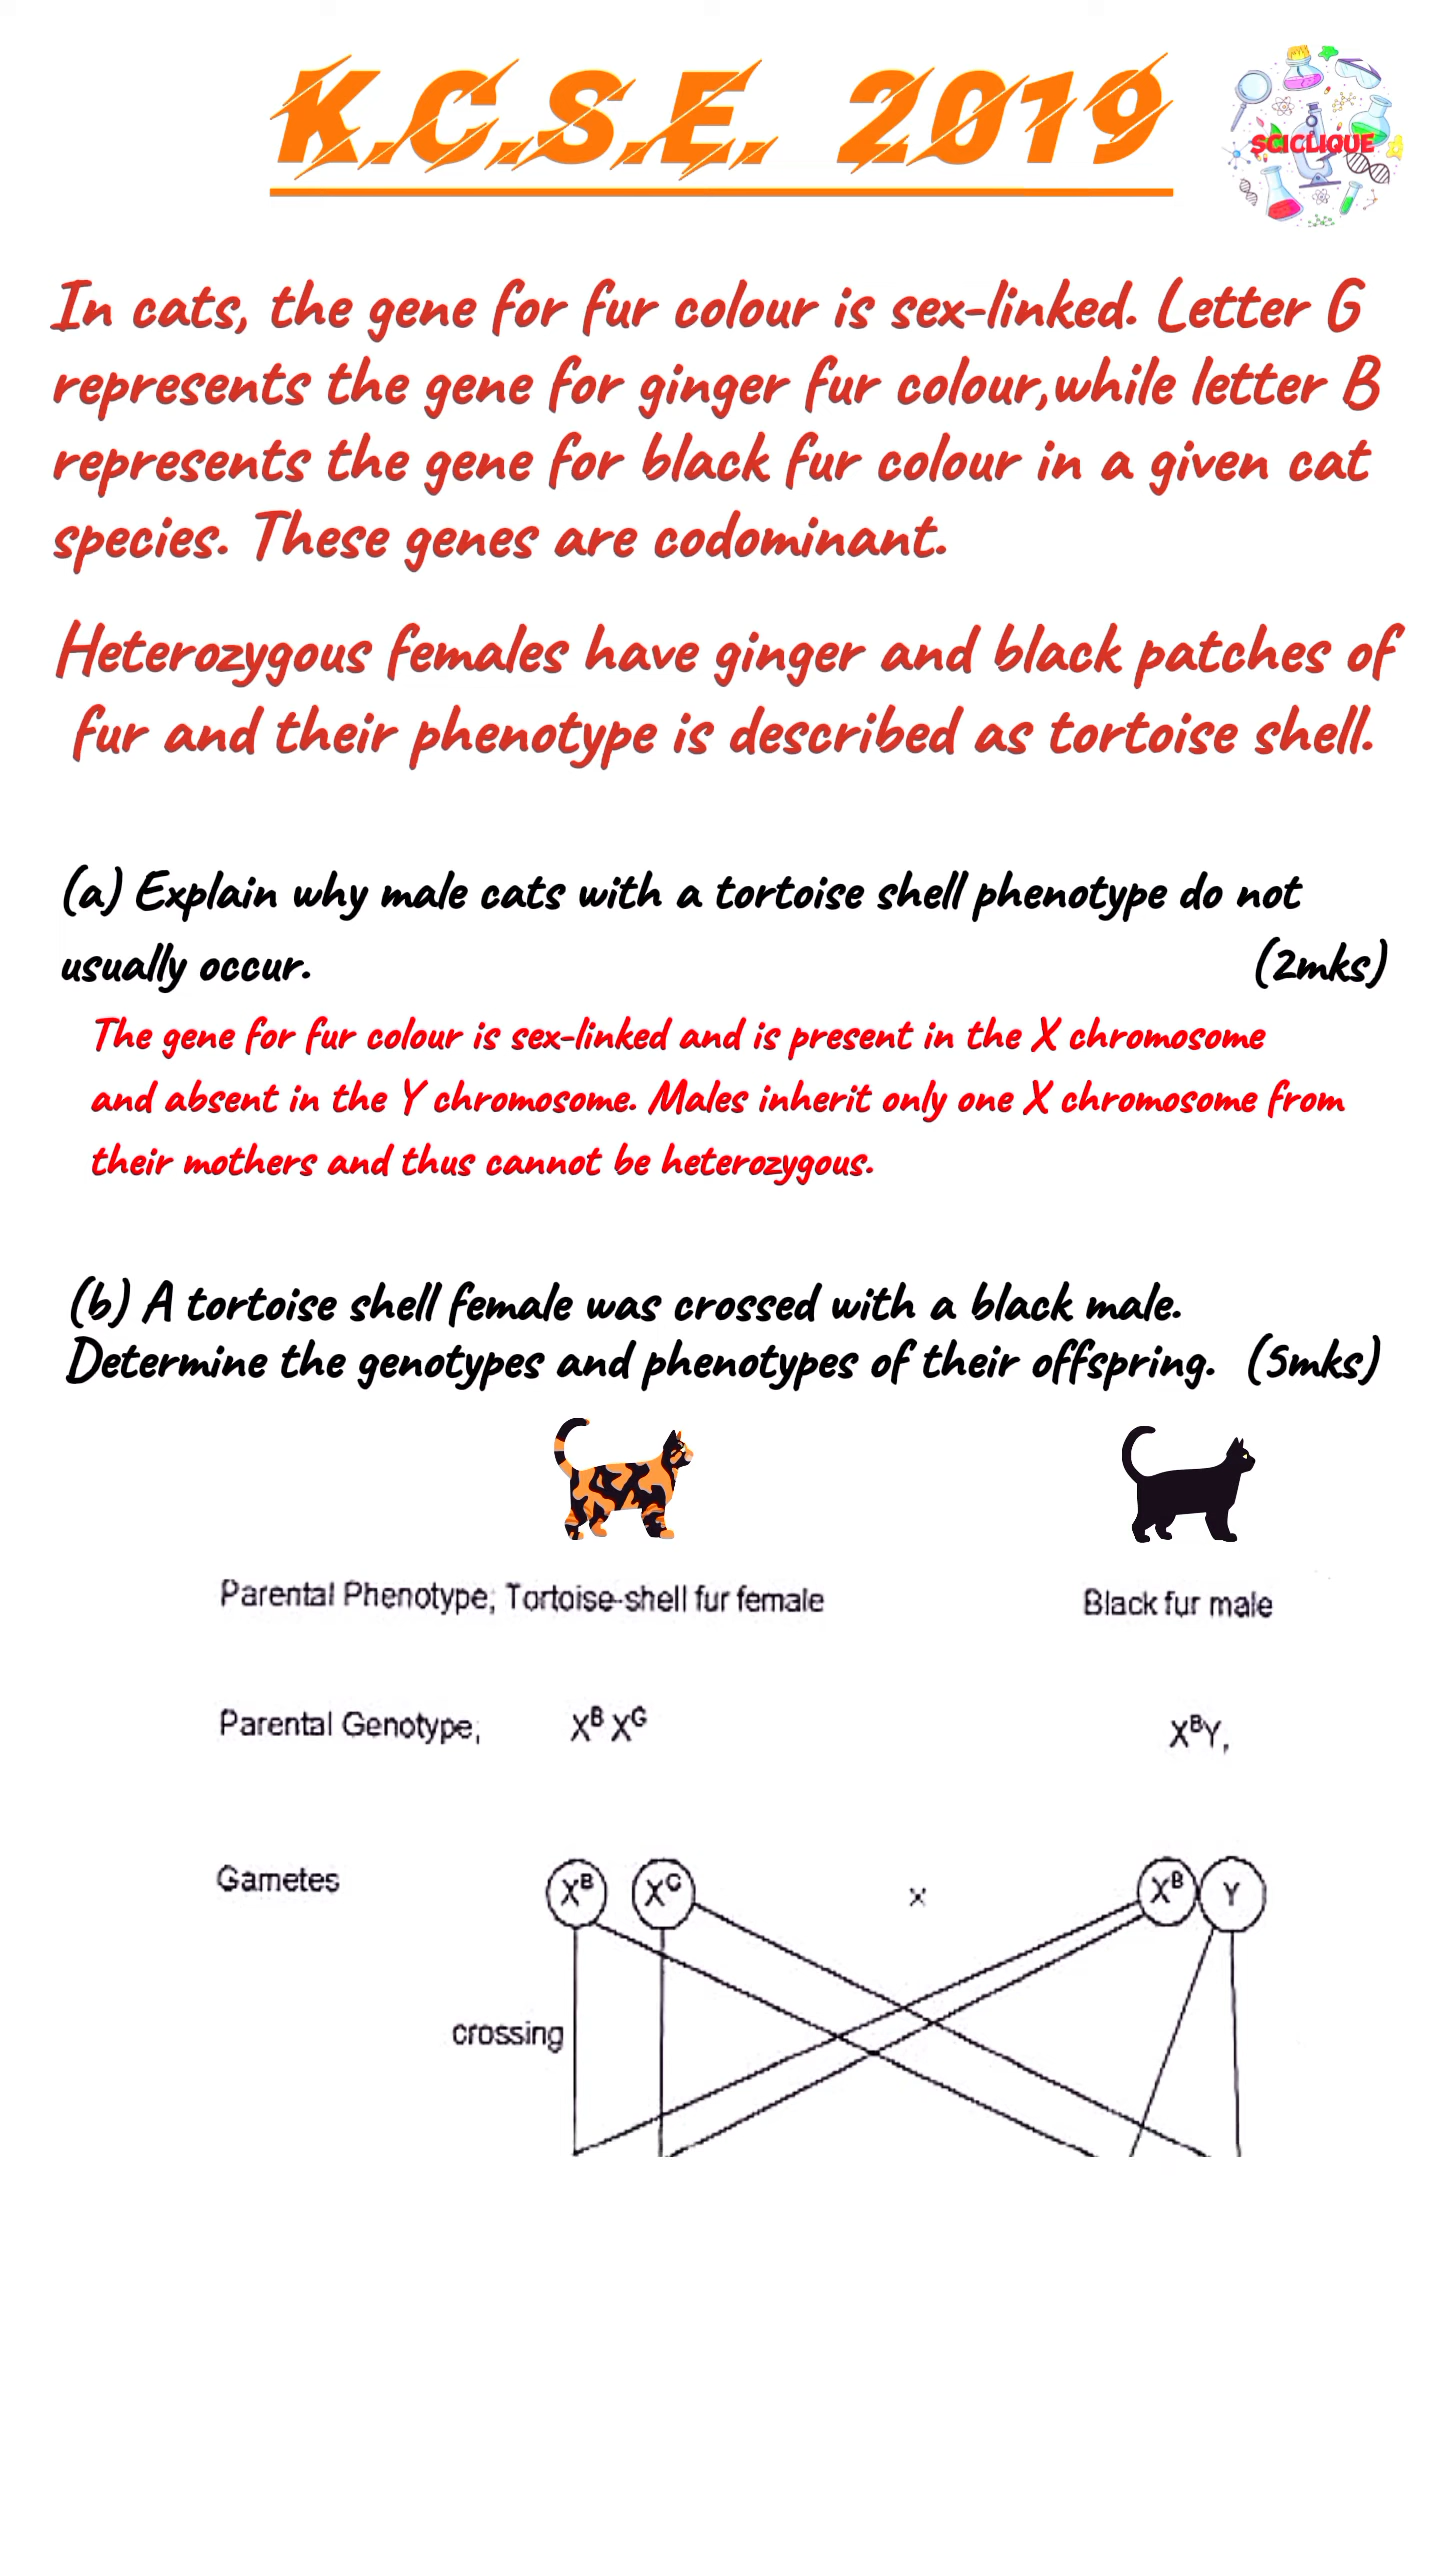 K.C.S.E. 2019
SCICLIQUE
In cats, the gene for fur colour is sex-linked. Letter G
represents the gene for ginger fur colour,while letter B
represents the gene for black fur colour in a given cat
species. These genes are codominant.
Heterozygous females have ginger and black patches of
fur and their phenotype is described as tortoise shell.
(a) Explain why male cats with a tortoise shell phenotype do not
usually occur. (2mks)
The gene for fur colour is sex-linked and is present in the X chromosome
and absent in the Y chromosome. Males inherit only one X chromosome from
their mothers and thus cannot be heterozygous.
(b) A tortoise shell female was crossed with a black male.
Determine the genotypes and phenotypes of their offspring. (5mks)
Parental Phenotype; Tortoise-shell fur female Black fur male
Parental Genotype; Xᴮ Xᴳ XᴮY,
Gametes Xᴮ Xᴳ x Xᴮ Y
crossing